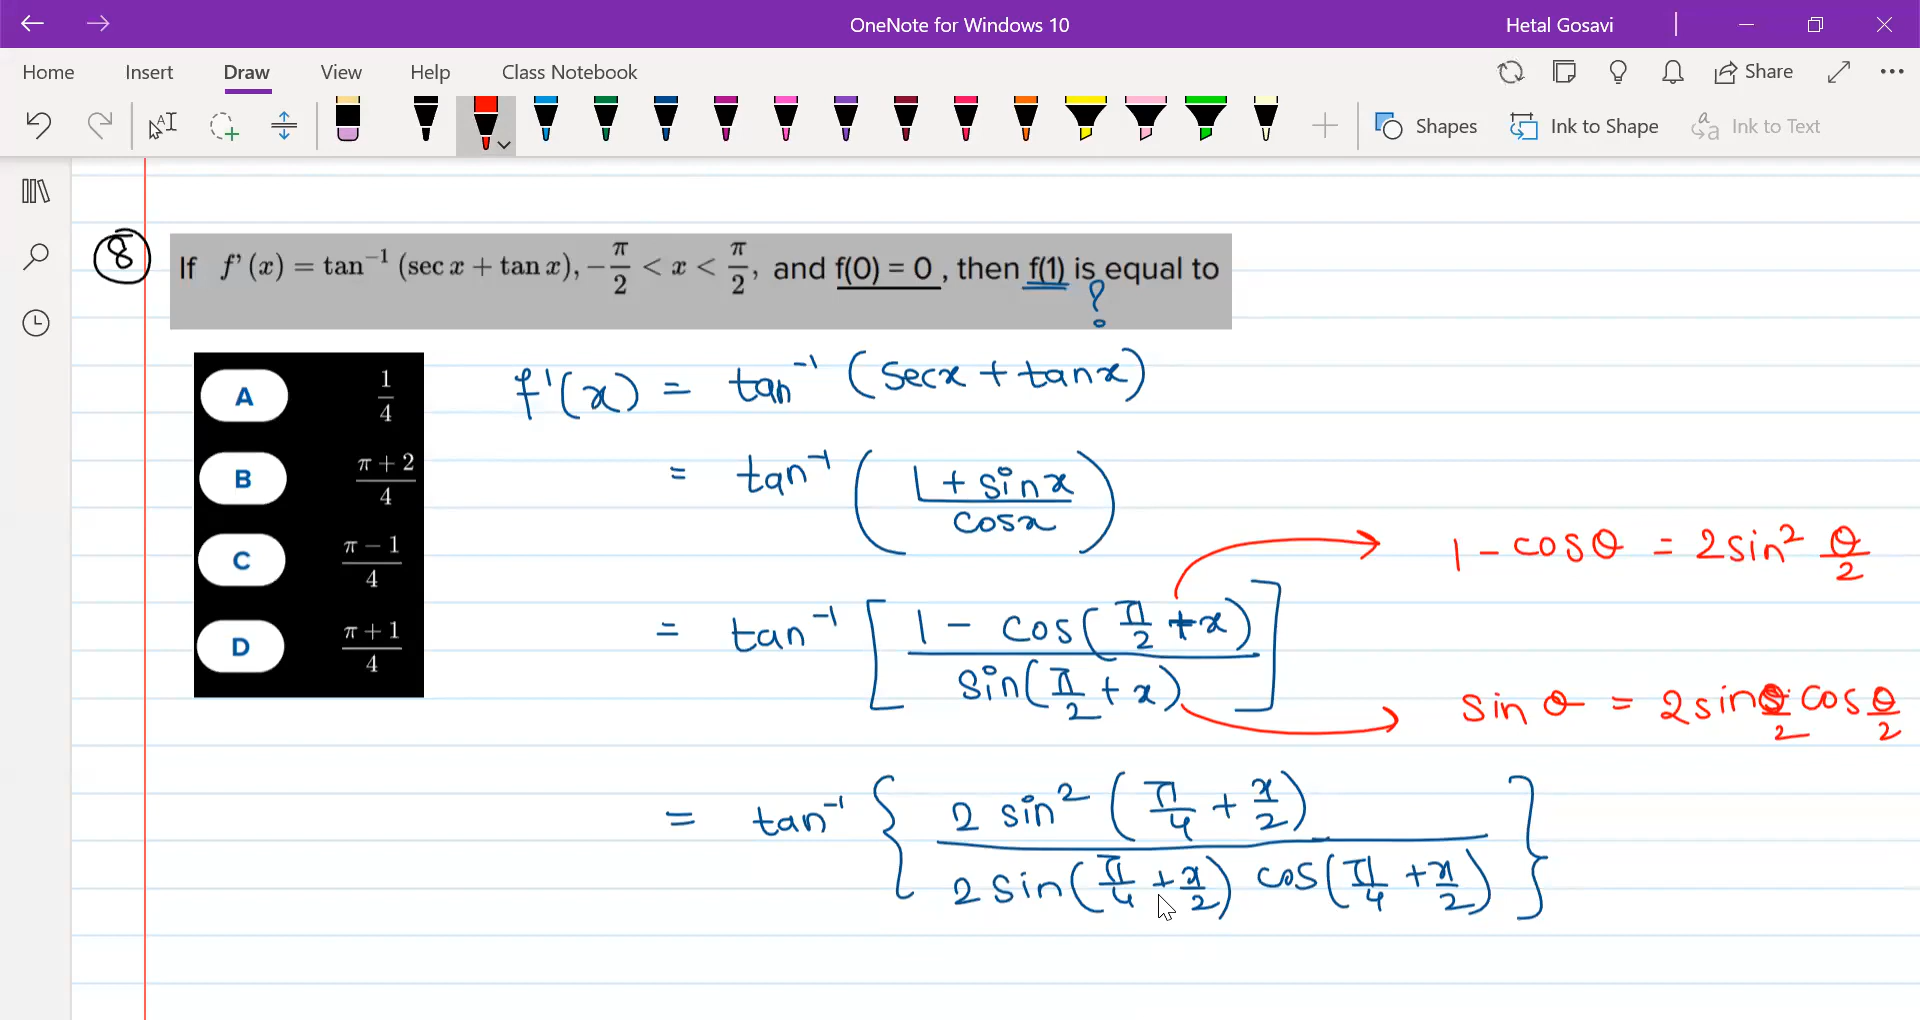 OneNote for Windows 10
Hetal Gosavi
Home Insert Draw View Help Class Notebook
Share
Shapes Ink to Shape Ink to Text
8
If f'(x) = tan⁻¹ (sec x + tan x), −π/2 < x < π/2, and f(0) = 0 , then f(1) is equal to
?
A 1/4
B π + 2/4
C π − 1/4
D π + 1/4
f'(x) = tan⁻¹ (secx + tanx)
= tan⁻¹ (1 + sinx / cosx)
= tan⁻¹ [1 − cos(π/2 + x) / sin(π/2 + x)]
1 − cosθ = 2sin² θ/2
sin θ = 2sin θ/2 cos θ/2
= tan⁻¹ {2 sin² (π/4 + x/2) / 2 sin(π/4 + x/2) cos(π/4 + x/2)}